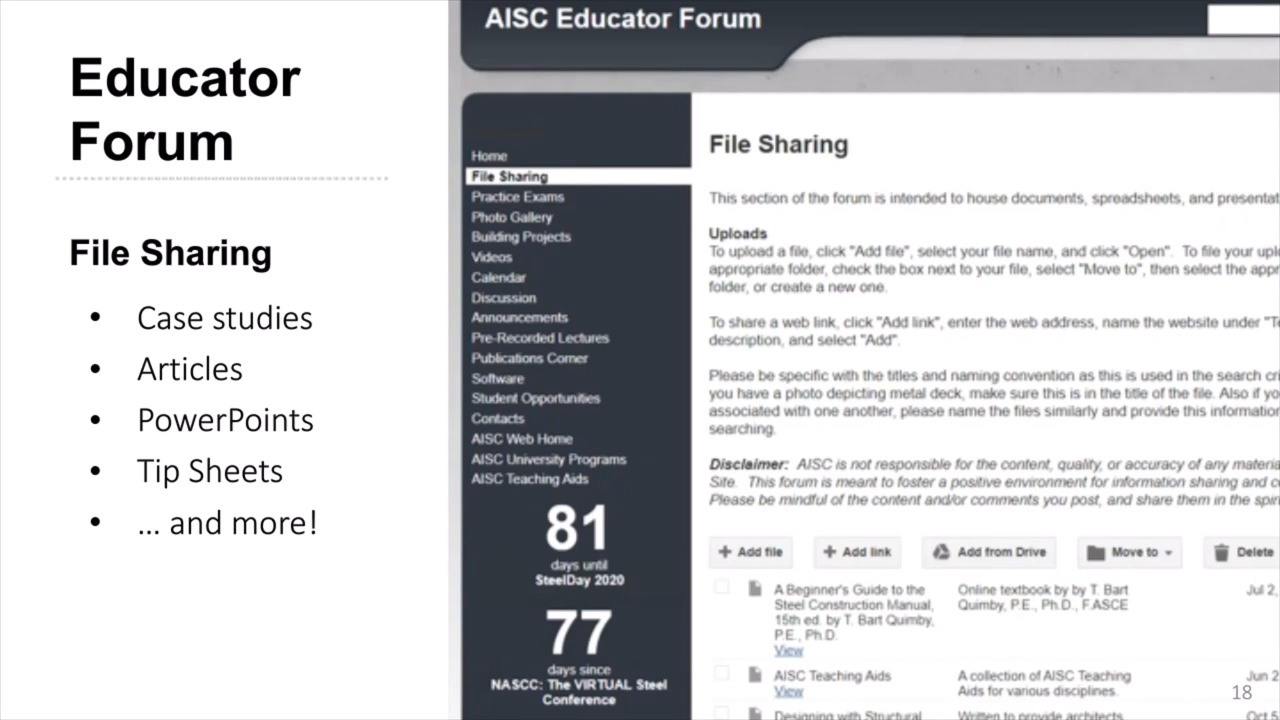 Educator
Forum
File Sharing
• Case studies
• Articles
• PowerPoints
• Tip Sheets
• ... and more!
AISC Educator Forum
Home
File Sharing
Practice Exams
Photo Gallery
Building Projects
Videos
Calendar
Discussion
Announcements
Pre-Recorded Lectures
Publications Corner
Software
Student Opportunities
Contacts
AISC Web Home
AISC University Programs
AISC Teaching Aids
81
days until
SteelDay 2020
77
days since
NASCC: The VIRTUAL Steel
Conference
File Sharing
This section of the forum is intended to house documents, spreadsheets, and presentat
Uploads
To upload a file, click "Add file", select your file name, and click "Open". To file your uplo
appropriate folder, check the box next to your file, select "Move to", then select the appr
folder, or create a new one.
To share a web link, click "Add link", enter the web address, name the website under "T
description, and select "Add".
Please be specific with the titles and naming convention as this is used in the search cri
you have a photo depicting metal deck, make sure this is in the title of the file. Also if yo
associated with one another, please name the files similarly and provide this information
searching.
Disclaimer: AISC is not responsible for the content, quality, or accuracy of any materia
Site. This forum is meant to foster a positive environment for information sharing and c
Please be mindful of the content and/or comments you post, and share them in the spir
+ Add file
+ Add link
Add from Drive
Move to
Delete
A Beginner's Guide to the
Steel Construction Manual,
15th ed. by T. Bart Quimby,
P.E., Ph.D.
View
Online textbook by by T. Bart
Quimby, P.E., Ph.D., F.ASCE
Jul 2,
AISC Teaching Aids
View
A collection of AISC Teaching
Aids for various disciplines.
Jun 2
Designing with Structural
Written to provide architects,
Oct 5
18